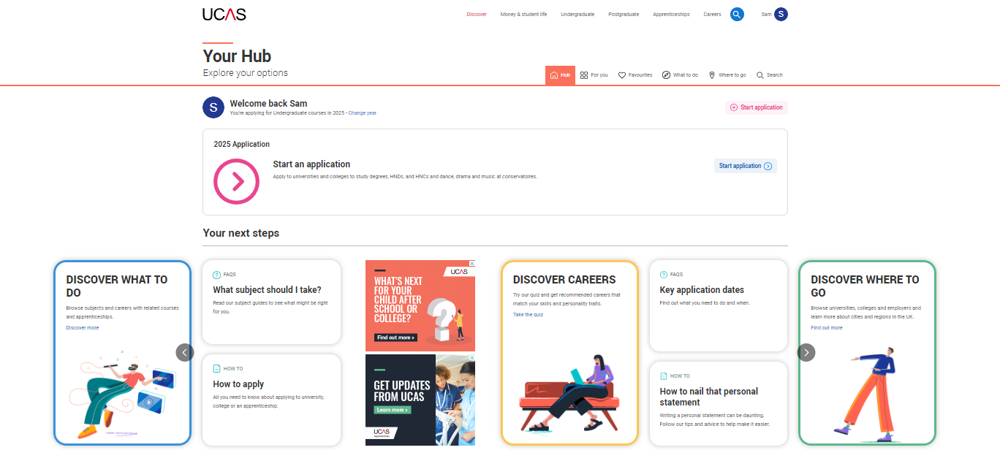 UCAS
Discover
Money & student life
Undergraduate
Postgraduate
Apprenticeships
Careers
Sam
S
Your Hub
Explore your options
Hub
For you
Favourites
What to do
Where to go
Search
S
Welcome back Sam
You're applying for Undergraduate courses in 2025 - Change year
Start application
2025 Application
Start an application
Apply to universities and colleges to study degrees, HNDs, and HNCs and dance, drama and music at conservatoires.
Start application
Your next steps
DISCOVER WHAT TO
DO
Browse subjects and careers with related courses
and apprenticeships.
Discover more
FAQS
What subject should I take?
Read our subject guides to see what might be right
for you.
HOW TO
How to apply
All you need to know about applying to university,
college or an apprenticeship.
UCAS
WHAT'S NEXT
FOR YOUR
CHILD AFTER
SCHOOL OR
COLLEGE?
Find out more >
GET UPDATES
FROM UCAS
Learn more >
UCAS
Apprenticeships
DISCOVER CAREERS
Try our quiz and get recommended careers that
match your skills and personality traits.
Take the quiz
FAQS
Key application dates
Find out what you need to do and when.
HOW TO
How to nail that personal
statement
Writing a personal statement can be daunting.
Follow our tips and advice to help make it easier.
DISCOVER WHERE TO
GO
Browse universities, colleges and employers and
learn more about cities and regions in the UK.
Find out more